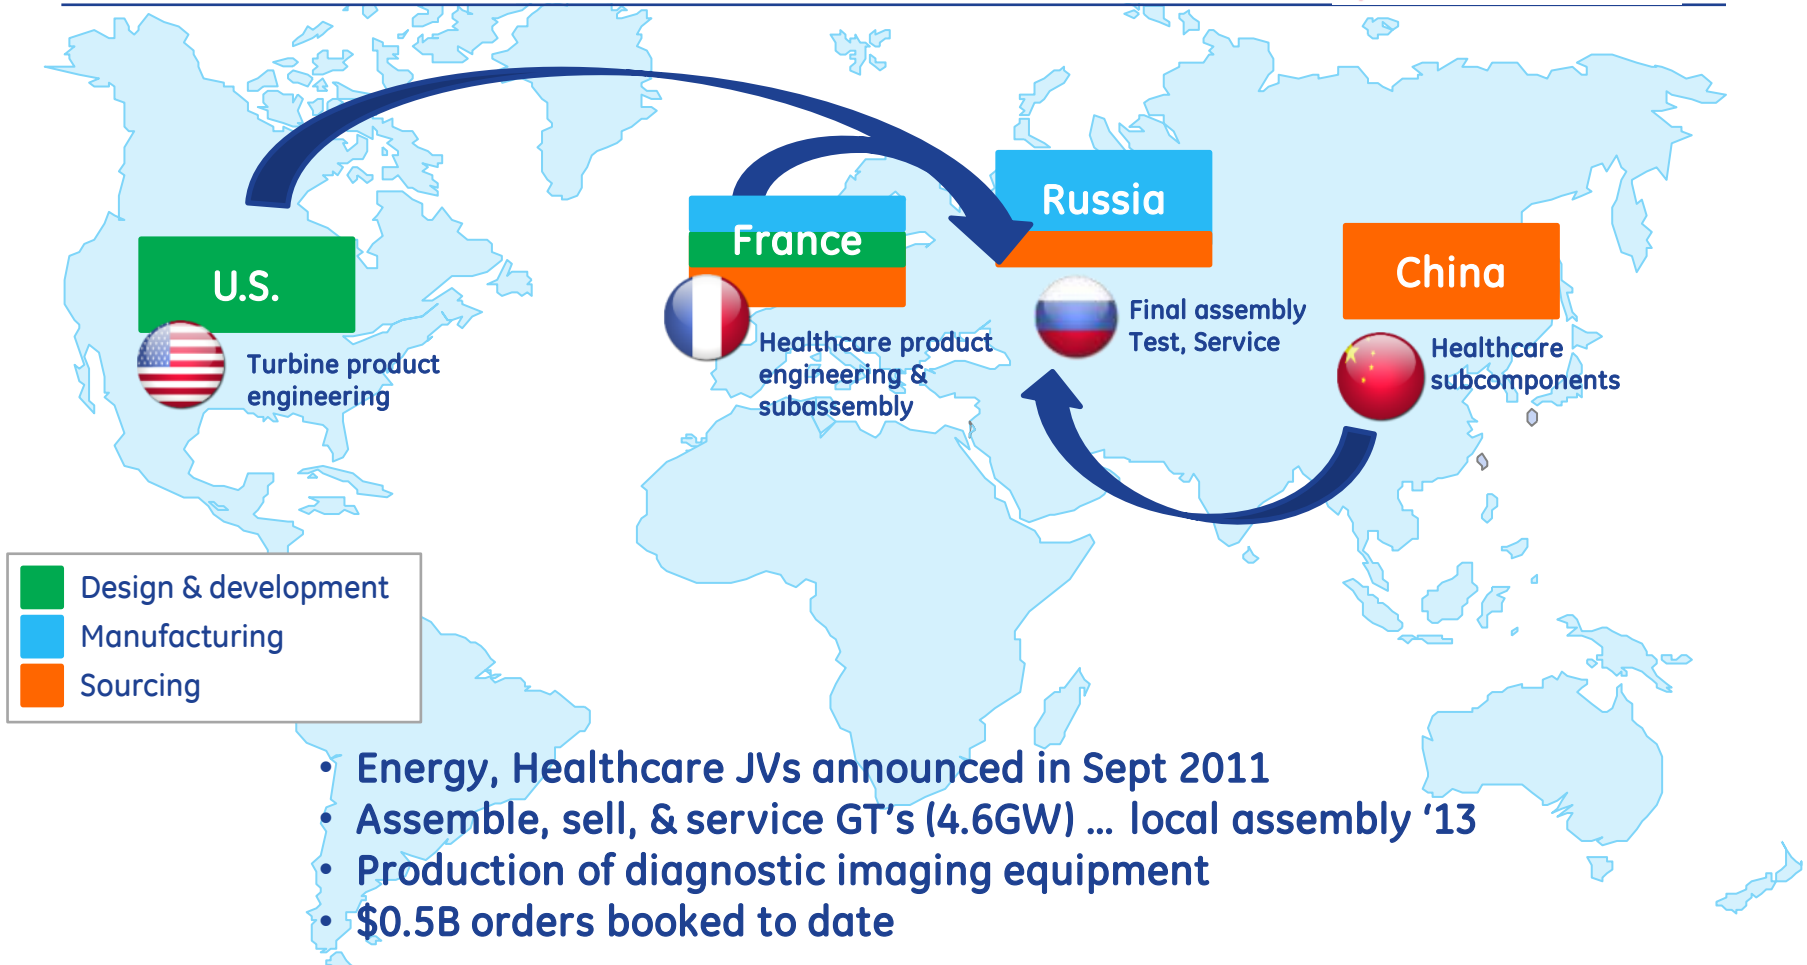 Russia
France
China
U.S.
Final assembly
Test, Service
Healthcare product
engineering &
subassembly
Healthcare
subcomponents
Turbine product
engineering
Design & development
Manufacturing
Sourcing
• Energy, Healthcare JVs announced in Sept 2011
• Assemble, sell, & service GT’s (4.6GW) ... local assembly ‘13
• Production of diagnostic imaging equipment
• $0.5B orders booked to date